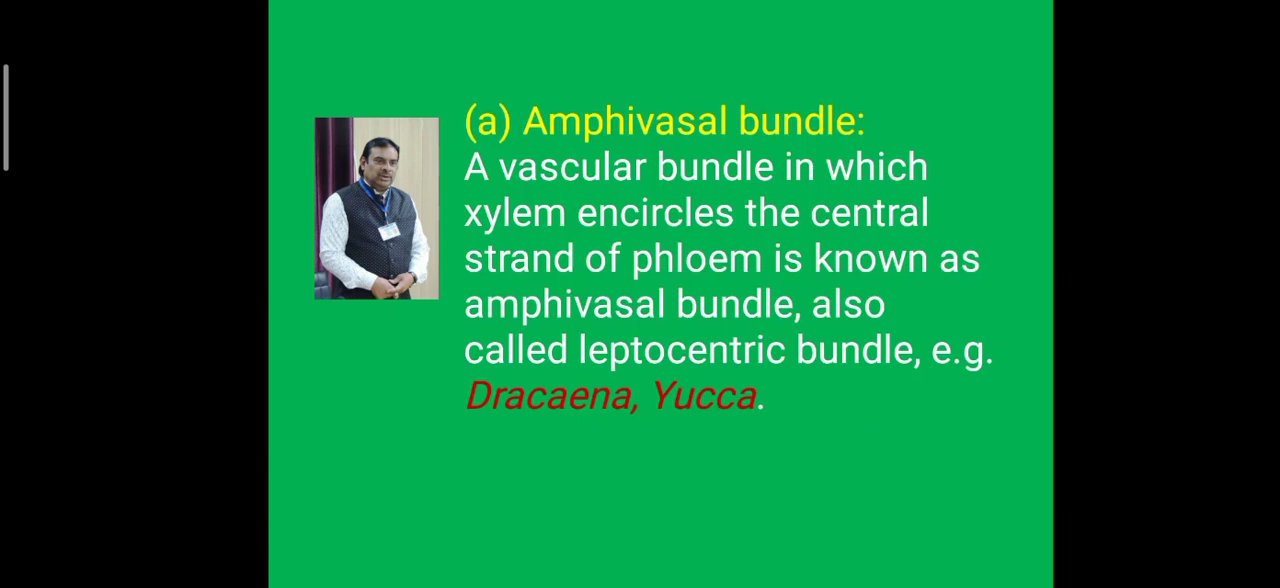 (a) Amphivasal bundle:
A vascular bundle in which
xylem encircles the central
strand of phloem is known as
amphivasal bundle, also
called leptocentric bundle, e.g.
Dracaena, Yucca.